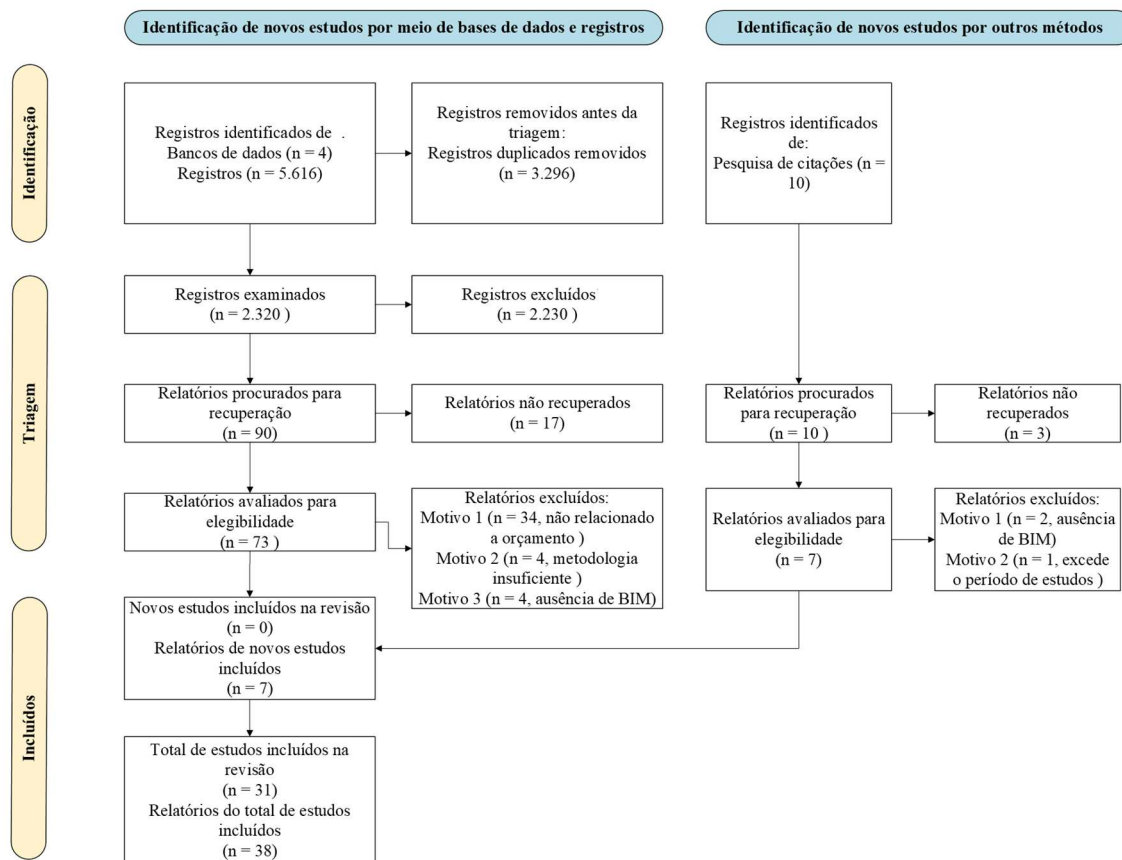 Identificação de novos estudos por meio de bases de dados e registros
Identificação de novos estudos por outros métodos
Identificação
Registros identificados de .
Bancos de dados (n = 4)
Registros (n = 5.616)
Registros removidos antes da
triagem:
Registros duplicados removidos
(n = 3.296)
Registros identificados
de:
Pesquisa de citações (n =
10)
Triagem
Registros examinados
(n = 2.320 )
Registros excluídos
(n = 2.230 )
Relatórios procurados para
recuperação
(n = 90)
Relatórios não recuperados
(n = 17)
Relatórios procurados
para recuperação
(n = 10 )
Relatórios não
recuperados
(n = 3)
Relatórios avaliados para
elegibilidade
(n = 73 )
Relatórios excluídos:
Motivo 1 (n = 34, não relacionado
a orçamento )
Motivo 2 (n = 4, metodologia
insuficiente )
Motivo 3 (n = 4, ausência de BIM)
Relatórios avaliados para
elegibilidade
(n = 7)
Relatórios excluídos:
Motivo 1 (n = 2, ausência
de BIM)
Motivo 2 (n = 1, excede
o período de estudos )
Incluídos
Novos estudos incluídos na revisão
(n = 0)
Relatórios de novos estudos
incluídos
(n = 7)
Total de estudos incluídos na
revisão
(n = 31)
Relatórios do total de estudos
incluídos
(n = 38)